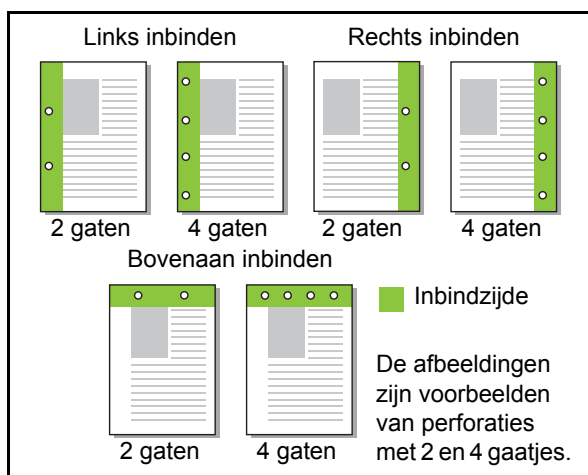 Links inbinden
Rechts inbinden
2 gaten
4 gaten
2 gaten
4 gaten
Bovenaan inbinden
2 gaten
4 gaten
Inbindzijde
De afbeeldingen
zijn voorbeelden
van perforaties
met 2 en 4 gaatjes.